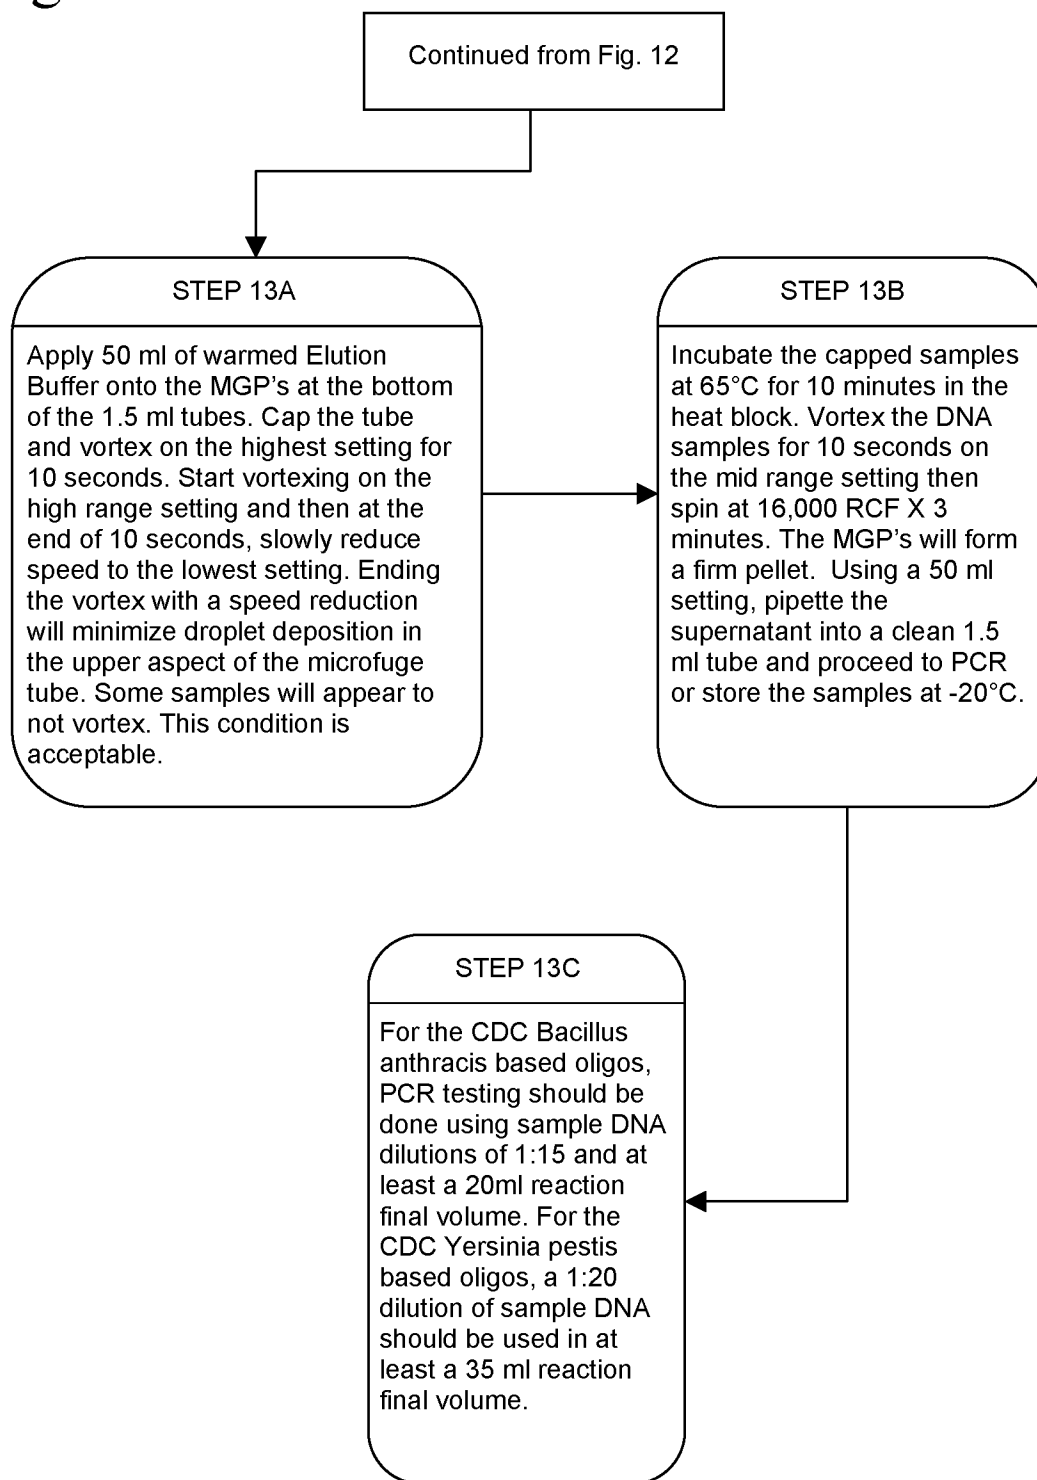 Continued from Fig. 12
STEP 13A
Apply 50 ml of warmed Elution
Buffer onto the MGP's at the bottom
of the 1.5 ml tubes. Cap the tube
and vortex on the highest setting for
10 seconds. Start vortexing on the
high range setting and then at the
end of 10 seconds, slowly reduce
speed to the lowest setting. Ending
the vortex with a speed reduction
will minimize droplet deposition in
the upper aspect of the microfuge
tube. Some samples will appear to
not vortex. This condition is
acceptable.
STEP 13B
Incubate the capped samples
at 65°C for 10 minutes in the
heat block. Vortex the DNA
samples for 10 seconds on
the mid range setting then
spin at 16,000 RCF X 3
minutes. The MGP's will form
a firm pellet.  Using a 50 ml
setting, pipette the
supernatant into a clean 1.5
ml tube and proceed to PCR
or store the samples at -20°C.
STEP 13C
For the CDC Bacillus
anthracis based oligos,
PCR testing should be
done using sample DNA
dilutions of 1:15 and at
least a 20ml reaction
final volume. For the
CDC Yersinia pestis
based oligos, a 1:20
dilution of sample DNA
should be used in at
least a 35 ml reaction
final volume.